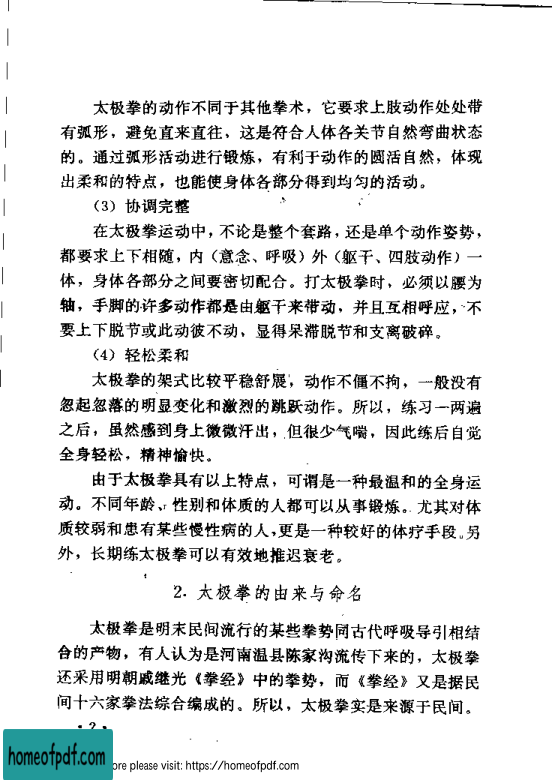 太极拳的动作不同于其他拳术，它要求上肢动作处处带
有弧形，避免直来直往，这是符合人体各关节自然弯曲状态
的。通过弧形活动进行锻炼，有利于动作的圆活自然，体现
出柔和的特点，也能使身体各部分得到均匀的活动。
（3）协调完整
在太极拳运动中，不论是整个套路，还是单个动作姿势，
都要求上下相随，内（意念、呼吸）外（躯干、四肢动作）一
体，身体各部分之间要密切配合。打太极拳时，必须以腰为
轴，手脚的许多动作都是由躯干来带动，并且互相呼应，不
要上下脱节或此动彼不动，显得呆滞脱节和支离破碎。
（4）轻松柔和
太极拳的架式比较平稳舒展，动作不僵不拘，一般没有
忽起忽落的明显变化和激烈的跳跃动作。所以，练习一两遍
之后，虽然感到身上微微汗出，但很少气喘，因此练后自觉
全身轻松，精神愉快。
由于太极拳具有以上特点，可谓是一种最温和的全身运
动。不同年龄、性别和体质的人都可以从事锻炼。尤其对体
质较弱和患有某些慢性病的人，更是一种较好的体疗手段。另
外，长期练太极拳可以有效地推迟衰老。
2. 太极拳的由来与命名
太极拳是明末民间流行的某些拳势同古代呼吸导引相结
合的产物，有人认为是河南温县陈家沟流传下来的，太极拳
还采用明朝戚继光《拳经》中的拳势，而《拳经》又是据民
间十六家拳法综合编成的。所以，太极拳实是来源于民间。
• 2 •
homeofpdf.com
ore please visit: https://homeofpdf.com